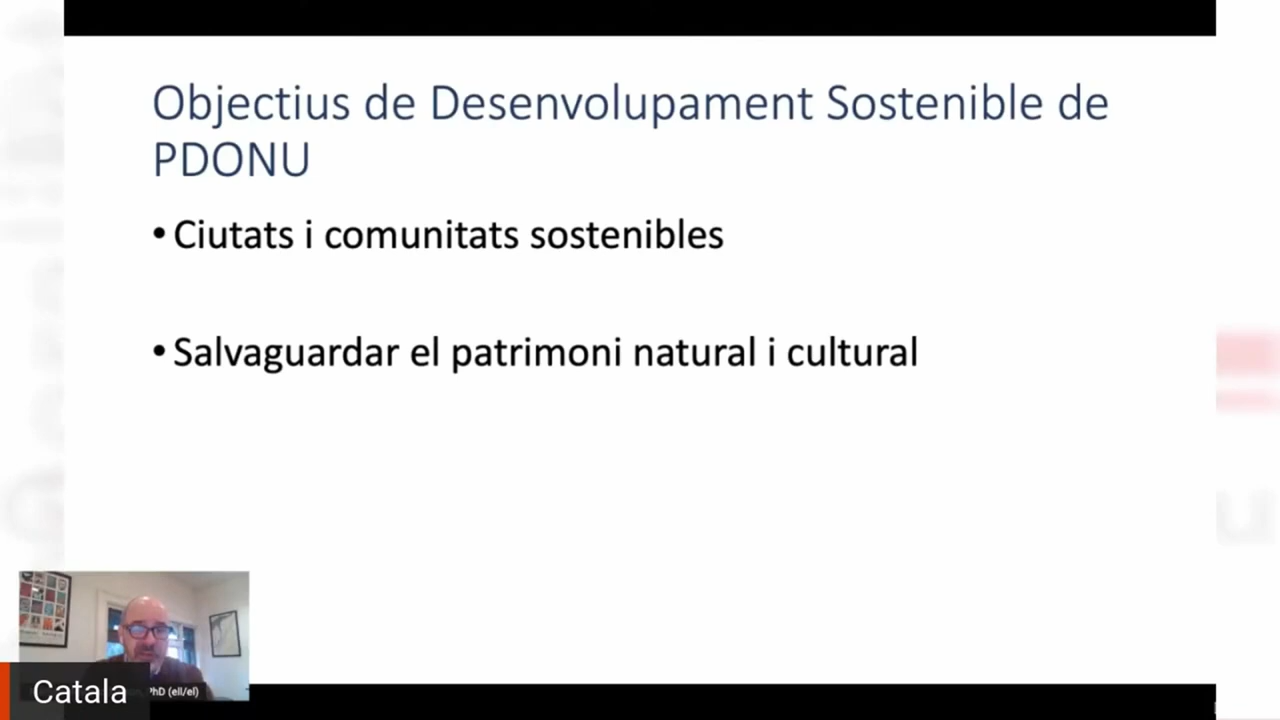 Objectius de Desenvolupament Sostenible de
PDONU
• Ciutats i comunitats sostenibles
• Salvaguardar el patrimoni natural i cultural
PhD (ell/el)
Catala